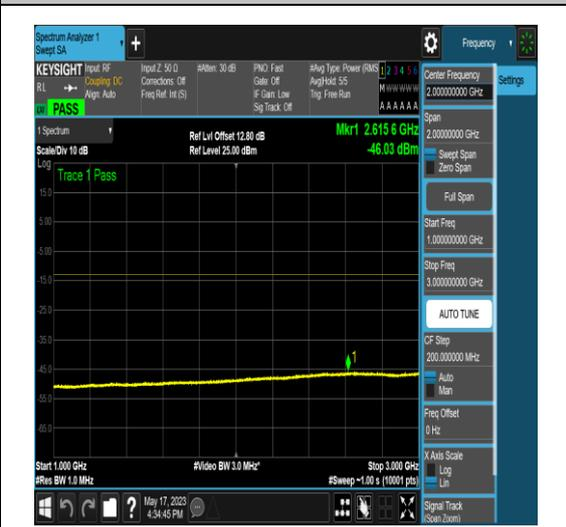 Spectrum Analyzer 1
Swept SA
+
Frequency
KEYSIGHT
RL
PASS
Input: RF
Coupling: DC
Align: Auto
Input Z: 50 Ω
Corrections: Off
Freq Ref: Int (S)
#Atten: 30 dB
PNO: Fast
Gate: Off
IF Gain: Low
Sig Track: Off
#Avg Type: Power (RMS
Avg|Hold: 5/5
Trig: Free Run
1 2 3 4 5 6
M W W W W W
A A A A A A
1 Spectrum
Scale/Div 10 dB
Ref Lvl Offset 12.80 dB
Ref Level 25.00 dBm
Mkr1 2.615 6 GHz
-46.03 dBm
Log
Trace 1 Pass
15.0
5.00
-5.00
-15.0
-25.0
-35.0
-45.0
-55.0
-65.0
1
Start 1.000 GHz
#Res BW 1.0 MHz
#Video BW 3.0 MHz*
Stop 3.000 GHz
#Sweep ~1.00 s (10001 pts)
Center Frequency
2.000000000 GHz
Settings
Span
2.00000000 GHz
Swept Span
Zero Span
Full Span
Start Freq
1.000000000 GHz
Stop Freq
3.000000000 GHz
AUTO TUNE
CF Step
200.000000 MHz
Auto
Man
Freq Offset
0 Hz
X Axis Scale
Log
Lin
Signal Track
(Span Zoom)
?
May 17, 2023
4:34:45 PM